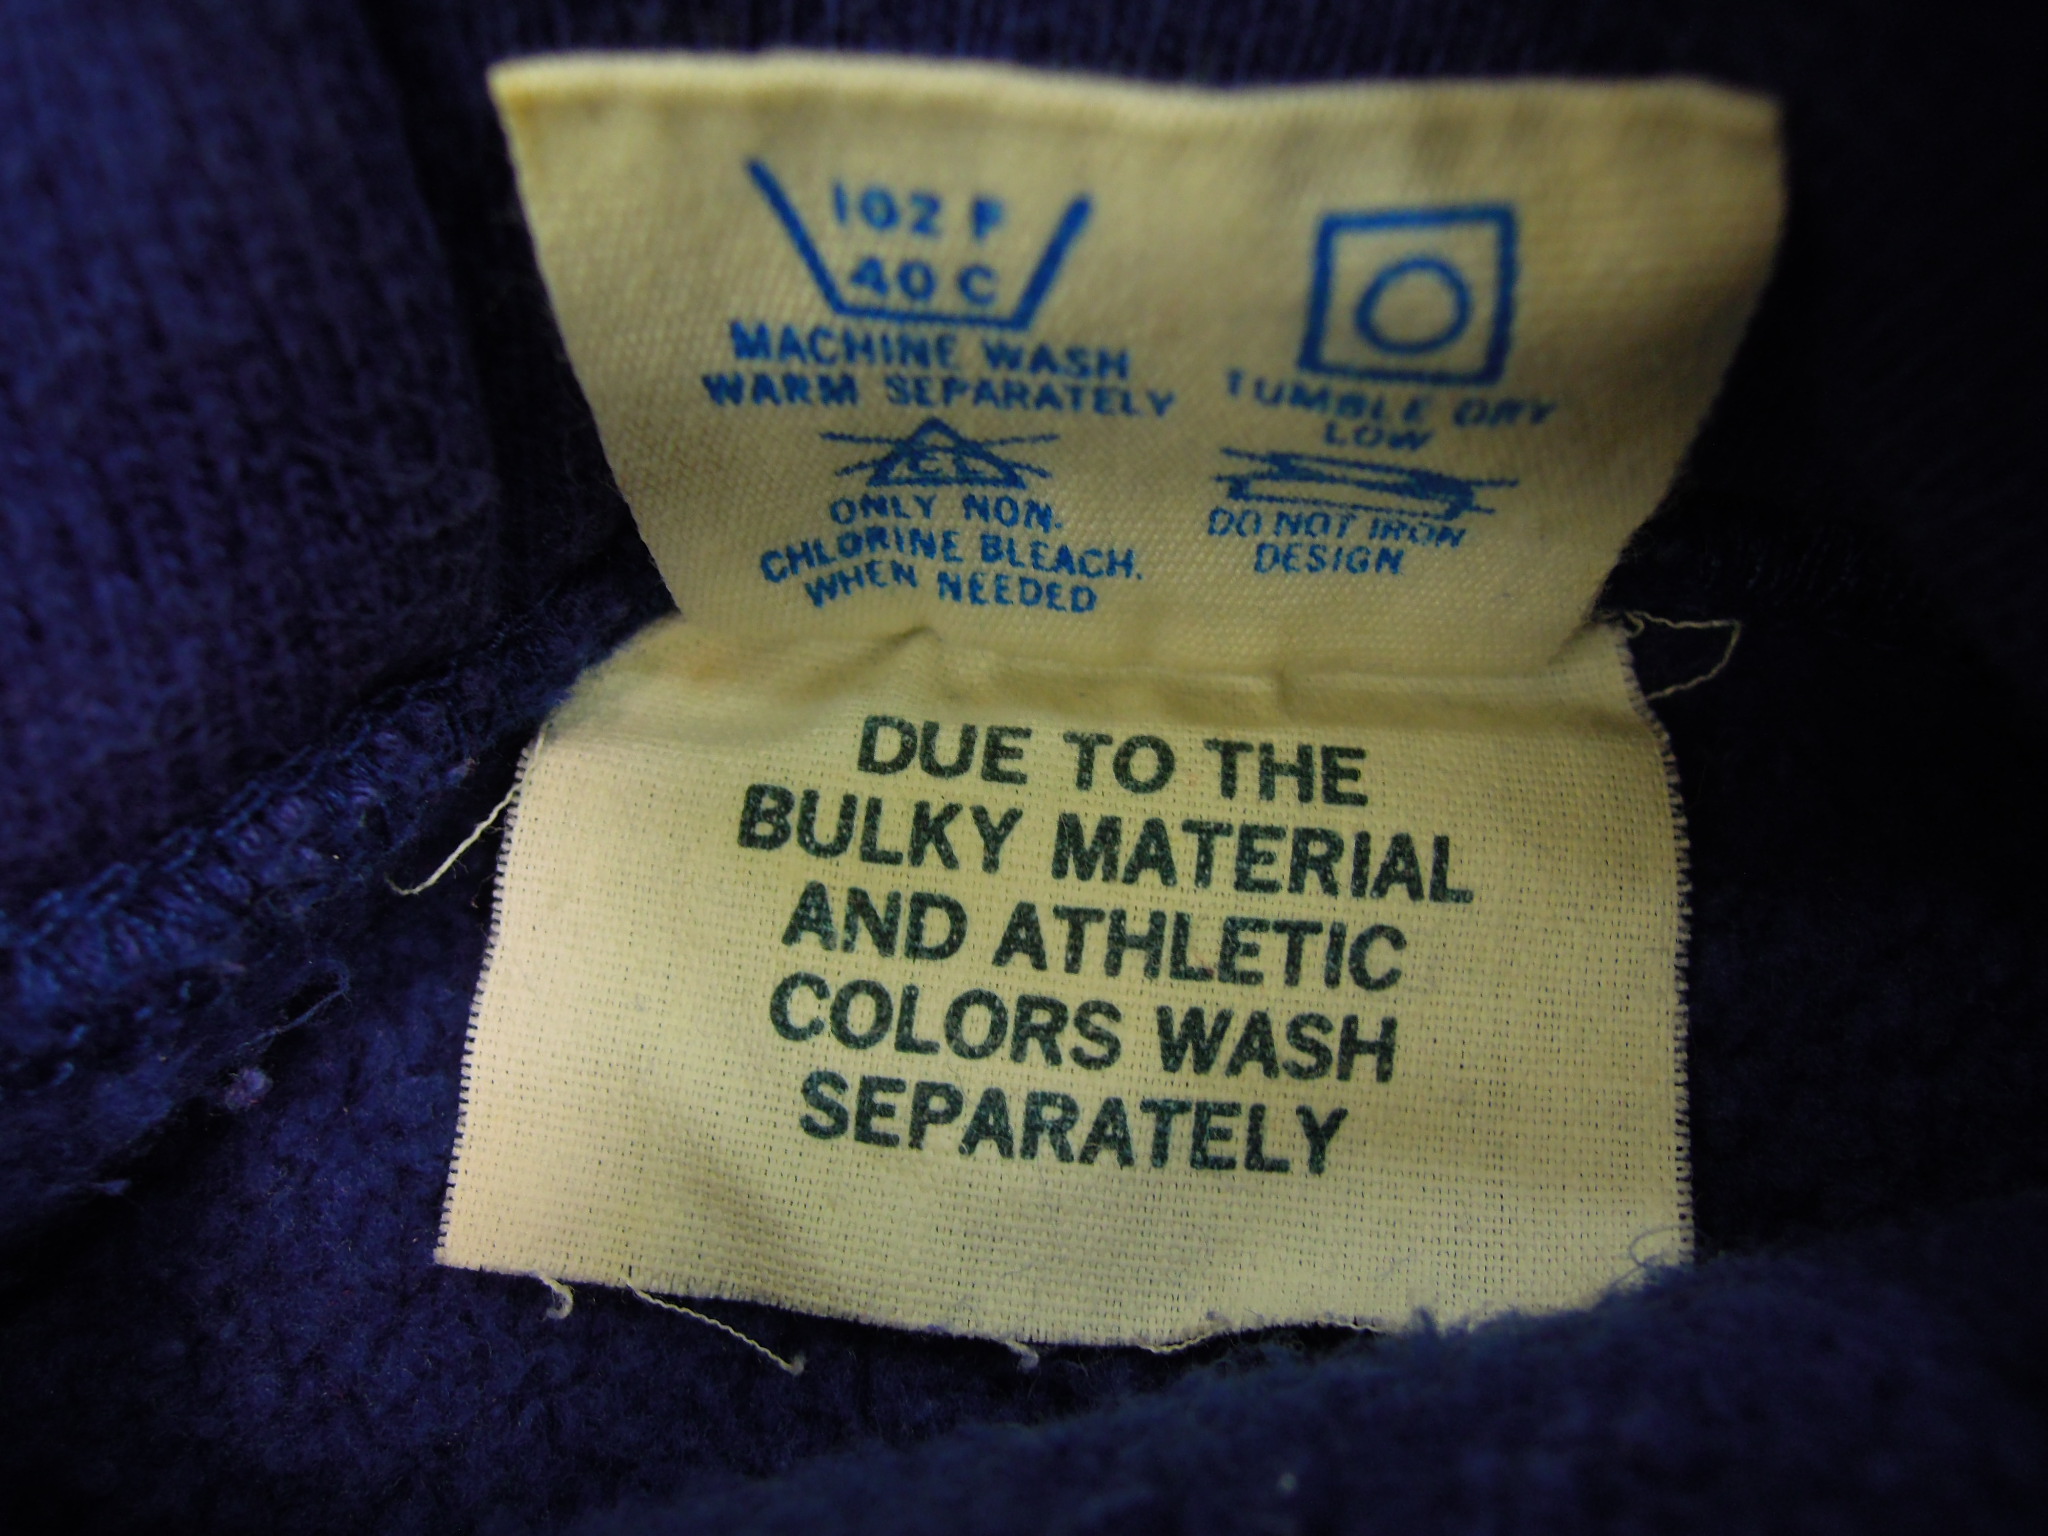 102 F
40 C
MACHINE WASH
WARM SEPARATELY
CL
ONLY NON.
CHLORINE BLEACH.
WHEN NEEDED
TUMBLE DRY
LOW
DO NOT IRON
DESIGN
DUE TO THE
BULKY MATERIAL
AND ATHLETIC
COLORS WASH
SEPARATELY